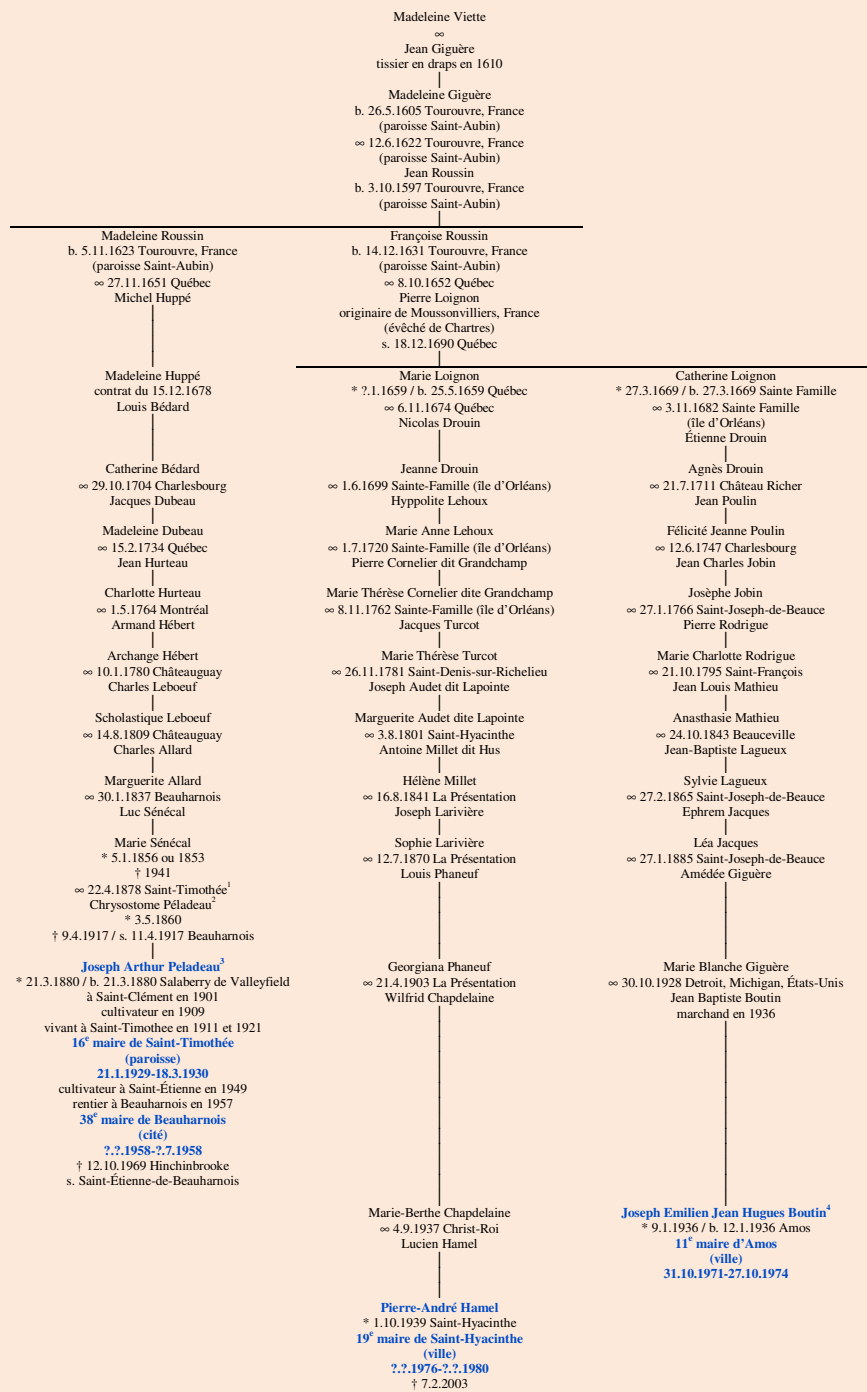 Madeleine Viette
∞
Jean Giguère
tissier en draps en 1610
Madeleine Giguère
b. 26.5.1605 Tourouvre, France
(paroisse Saint-Aubin)
∞ 12.6.1622 Tourouvre, France
(paroisse Saint-Aubin)
Jean Roussin
b. 3.10.1597 Tourouvre, France
(paroisse Saint-Aubin)
Madeleine Roussin
b. 5.11.1623 Tourouvre, France
(paroisse Saint-Aubin)
∞ 27.11.1651 Québec
Michel Huppé
Madeleine Huppé
contrat du 15.12.1678
Louis Bédard
Catherine Bédard
∞ 29.10.1704 Charlesbourg
Jacques Dubeau
Madeleine Dubeau
∞ 15.2.1734 Québec
Jean Hurteau
Charlotte Hurteau
∞ 1.5.1764 Montréal
Armand Hébert
Archange Hébert
∞ 10.1.1780 Châteauguay
Charles Leboeuf
Scholastique Leboeuf
∞ 14.8.1809 Châteauguay
Charles Allard
Marguerite Allard
∞ 30.1.1837 Beauharnois
Luc Sénécal
Marie Sénécal
* 5.1.1856 ou 1853
† 1941
∞ 22.4.1878 Saint-Timothée¹
Chrysostome Péladeau²
* 3.5.1860
† 9.4.1917 / s. 11.4.1917 Beauharnois
Joseph Arthur Peladeau³
* 21.3.1880 / b. 21.3.1880 Salaberry de Valleyfield
à Saint-Clément en 1901
cultivateur en 1909
vivant à Saint-Timothee en 1911 et 1921
16e maire de Saint-Timothée
(paroisse)
21.1.1929-18.3.1930
cultivateur à Saint-Étienne en 1949
rentier à Beauharnois en 1957
38e maire de Beauharnois
(cité)
?.?.1958-?.7.1958
† 12.10.1969 Hinchinbrooke
s. Saint-Étienne-de-Beauharnois
Françoise Roussin
b. 14.12.1631 Tourouvre, France
(paroisse Saint-Aubin)
∞ 8.10.1652 Québec
Pierre Loignon
originaire de Moussonvilliers, France
(évêché de Chartres)
s. 18.12.1690 Québec
Marie Loignon
* ?.1.1659 / b. 25.5.1659 Québec
∞ 6.11.1674 Québec
Nicolas Drouin
Jeanne Drouin
∞ 1.6.1699 Sainte-Famille (île d’Orléans)
Hyppolite Lehoux
Marie Anne Lehoux
∞ 1.7.1720 Sainte-Famille (île d’Orléans)
Pierre Cornelier dit Grandchamp
Marie Thérèse Cornelier dite Grandchamp
∞ 8.11.1762 Sainte-Famille (île d’Orléans)
Jacques Turcot
Marie Thérèse Turcot
∞ 26.11.1781 Saint-Denis-sur-Richelieu
Joseph Audet dit Lapointe
Marguerite Audet dite Lapointe
∞ 3.8.1801 Saint-Hyacinthe
Antoine Millet dit Hus
Hélène Millet
∞ 16.8.1841 La Présentation
Joseph Larivière
Sophie Larivière
∞ 12.7.1870 La Présentation
Louis Phaneuf
Georgiana Phaneuf
∞ 21.4.1903 La Présentation
Wilfrid Chapdelaine
Marie-Berthe Chapdelaine
∞ 4.9.1937 Christ-Roi
Lucien Hamel
Pierre-André Hamel
* 1.10.1939 Saint-Hyacinthe
19e maire de Saint-Hyacinthe
(ville)
?.?.1976-?.?.1980
† 7.2.2003
Catherine Loignon
* 27.3.1669 / b. 27.3.1669 Sainte Famille
∞ 3.11.1682 Sainte Famille
(île d’Orléans)
Étienne Drouin
Agnès Drouin
∞ 21.7.1711 Château Richer
Jean Poulin
Félicité Jeanne Poulin
∞ 12.6.1747 Charlesbourg
Jean Charles Jobin
Josèphe Jobin
∞ 27.1.1766 Saint-Joseph-de-Beauce
Pierre Rodrigue
Marie Charlotte Rodrigue
∞ 21.10.1795 Saint-François
Jean Louis Mathieu
Anasthasie Mathieu
∞ 24.10.1843 Beauceville
Jean-Baptiste Lagueux
Sylvie Lagueux
∞ 27.2.1865 Saint-Joseph-de-Beauce
Ephrem Jacques
Léa Jacques
∞ 27.1.1885 Saint-Joseph-de-Beauce
Amédée Giguère
Marie Blanche Giguère
∞ 30.10.1928 Detroit, Michigan, États-Unis
Jean Baptiste Boutin
marchand en 1936
Joseph Emilien Jean Hugues Boutin⁴
* 9.1.1936 / b. 12.1.1936 Amos
11e maire d’Amos
(ville)
31.10.1971-27.10.1974